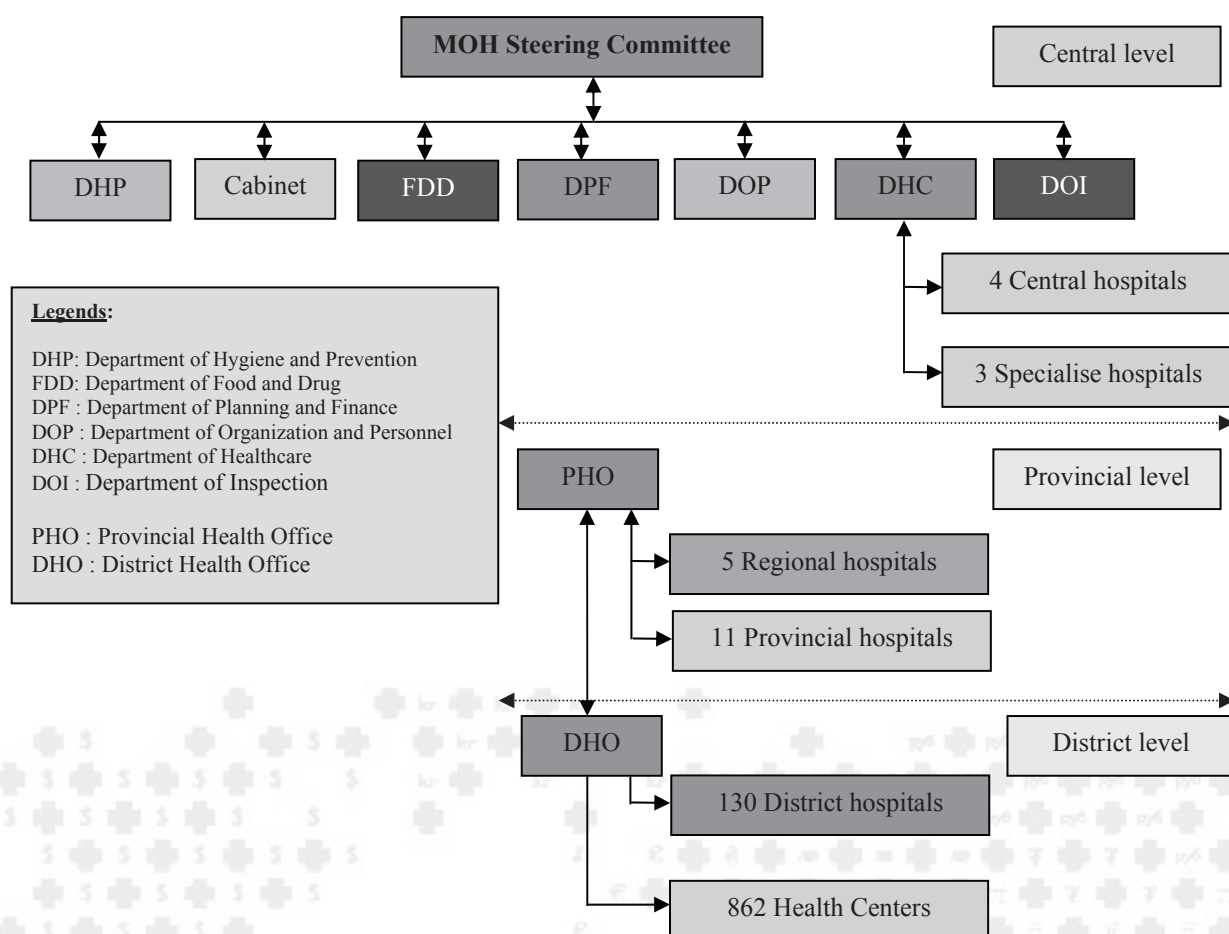 MOH Steering Committee
Central level
DHP
Cabinet
FDD
DPF
DOP
DHC
DOI
4 Central hospitals
3 Specialise hospitals
Legends:
DHP: Department of Hygiene and Prevention
FDD: Department of Food and Drug
DPF : Department of Planning and Finance
DOP : Department of Organization and Personnel
DHC : Department of Healthcare
DOI : Department of Inspection
PHO : Provincial Health Office
DHO : District Health Office
PHO
Provincial level
5 Regional hospitals
11 Provincial hospitals
DHO
District level
130 District hospitals
862 Health Centers